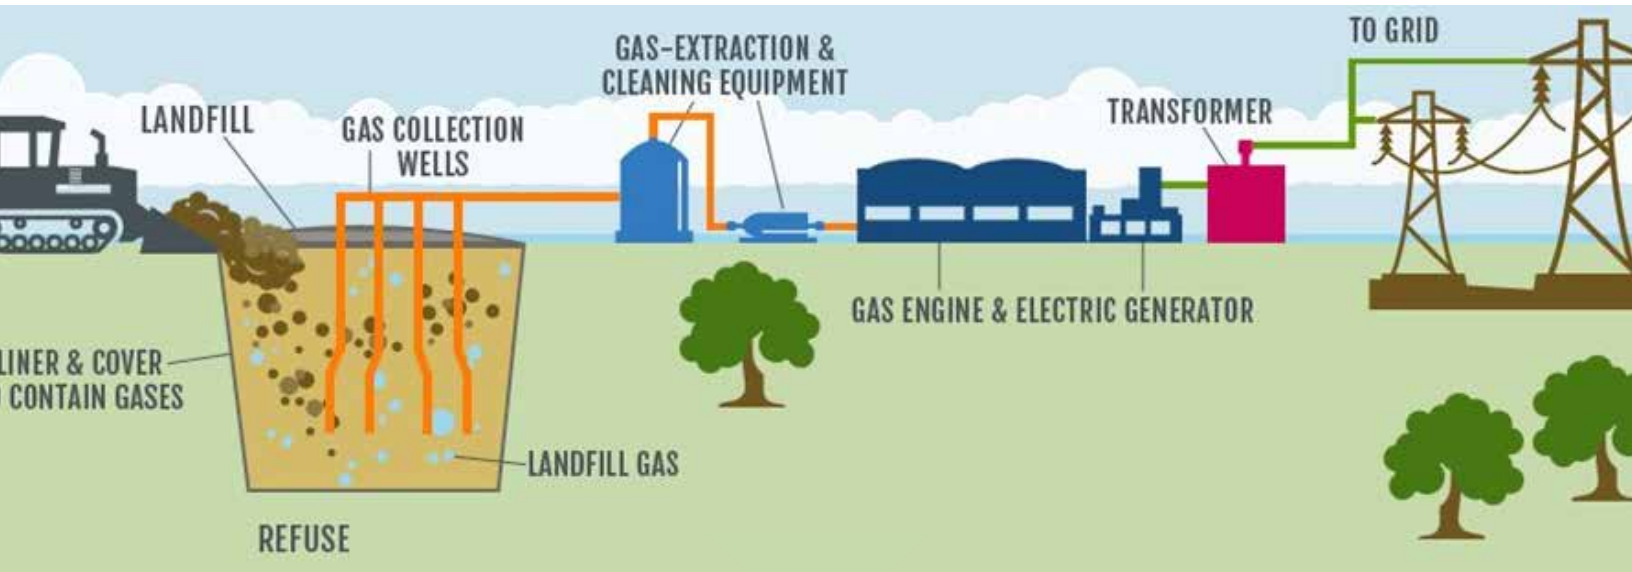 LANDFILL
GAS COLLECTION
WELLS
GAS-EXTRACTION &
CLEANING EQUIPMENT
TRANSFORMER
TO GRID
GAS ENGINE & ELECTRIC GENERATOR
LINER & COVER
CONTAIN GASES
LANDFILL GAS
REFUSE